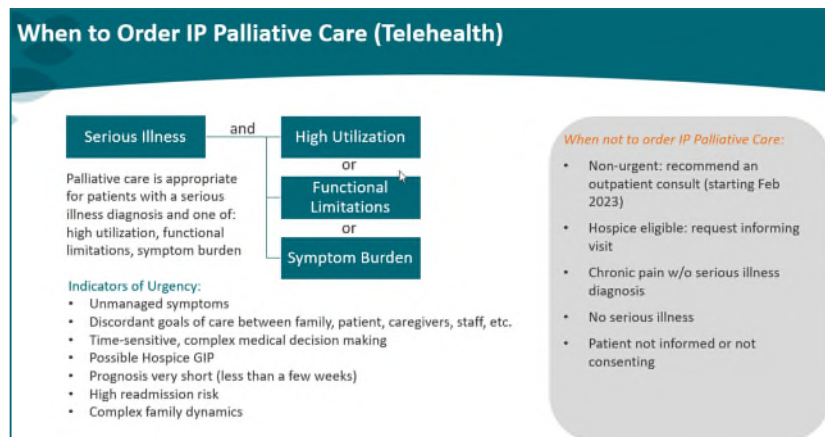 When to Order IP Palliative Care (Telehealth)
Serious Illness
and
High Utilization
or
Functional
Limitations
or
Symptom Burden
Palliative care is appropriate
for patients with a serious
illness diagnosis and one of:
high utilization, functional
limitations, symptom burden
Indicators of Urgency:
• Unmanaged symptoms
• Discordant goals of care between family, patient, caregivers, staff, etc.
• Time-sensitive, complex medical decision making
• Possible Hospice GIP
• Prognosis very short (less than a few weeks)
• High readmission risk
• Complex family dynamics
When not to order IP Palliative Care:
• Non-urgent: recommend an
outpatient consult (starting Feb
2023)
• Hospice eligible: request informing
visit
• Chronic pain w/o serious illness
diagnosis
• No serious illness
• Patient not informed or not
consenting